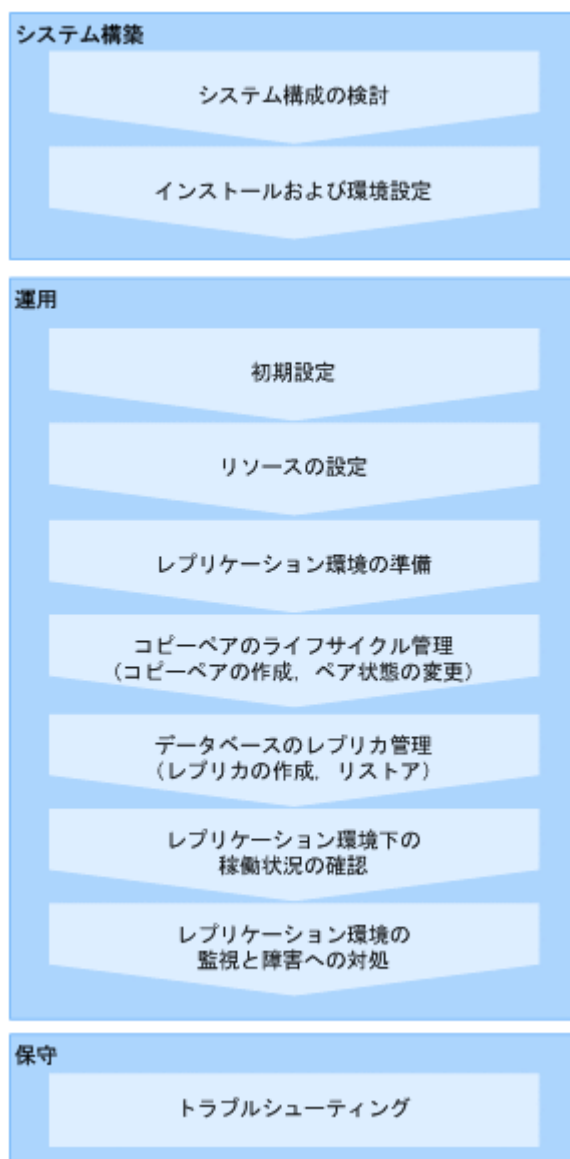 システム構築
システム構成の検討
インストールおよび環境設定
運用
初期設定
リソースの設定
レプリケーション環境の準備
コピーペアのライフサイクル管理
（コピーペアの作成，ペア状態の変更）
データベースのレプリカ管理
（レプリカの作成，リストア）
レプリケーション環境下の
稼働状況の確認
レプリケーション環境の
監視と障害への対処
保守
トラブルシューティング